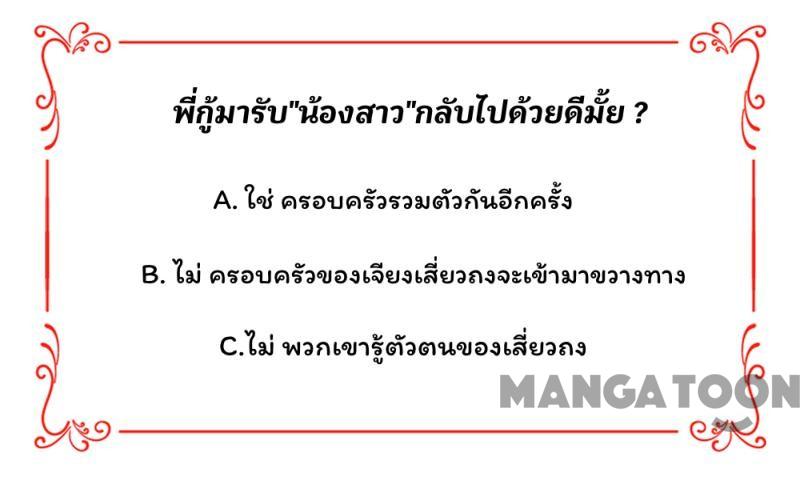 พี่กู้มารับ"น้องสาว"กลับไปด้วยดีมั้ย ?
A. ใช่ ครอบครัวรวมตัวกันอีกครั้ง
B. ไม่ ครอบครัวของเจียงเสี่ยวถงจะเข้ามาขวางทาง
C.ไม่ พวกเขารู้ตัวตนของเสี่ยวถง
MANGATOON